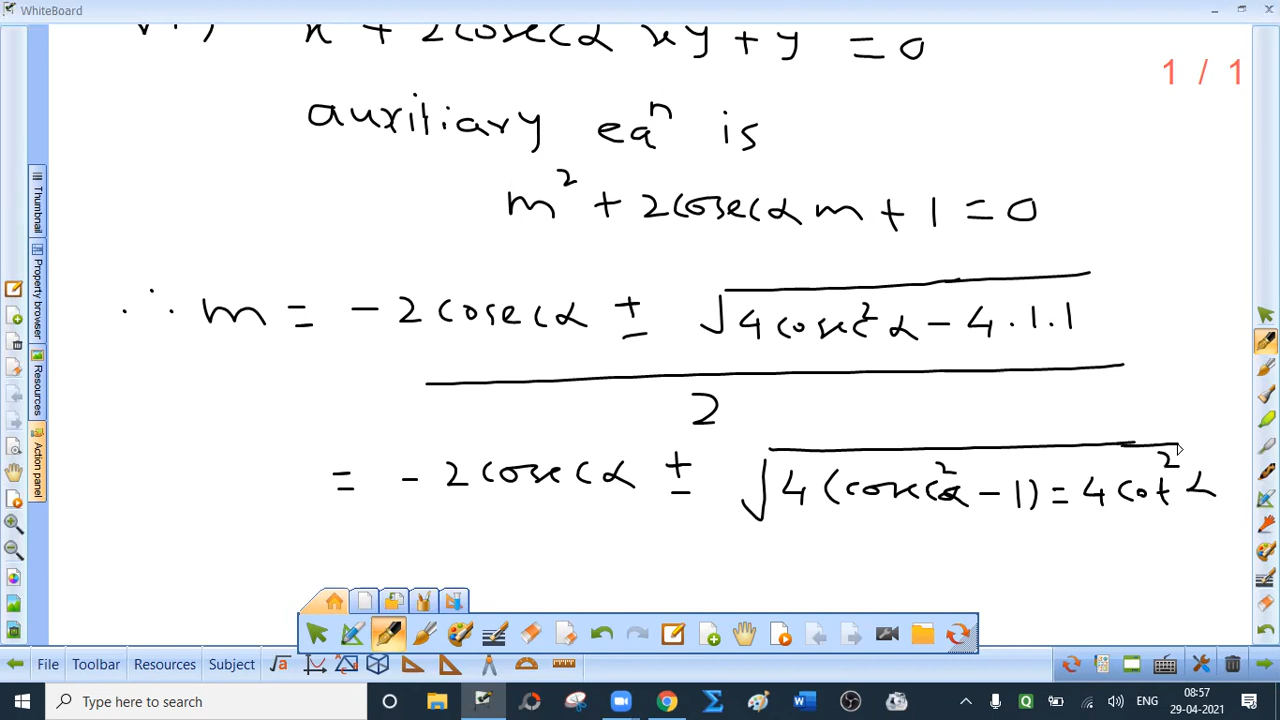 WhiteBoard
x + 2cosecα xy + y = 0
1 / 1
auxiliary eqⁿ is
m² + 2cosecα m + 1 = 0
∴ m = - 2cosecα ± √4cosec²α - 4.1.1
2
= - 2cosecα ± √4(cosec²α - 1) = 4cot²α
Thumbnail
Property browser
Resources
Action panel
File Toolbar Resources Subject
Type here to search
ENG
08:57
29-04-2021